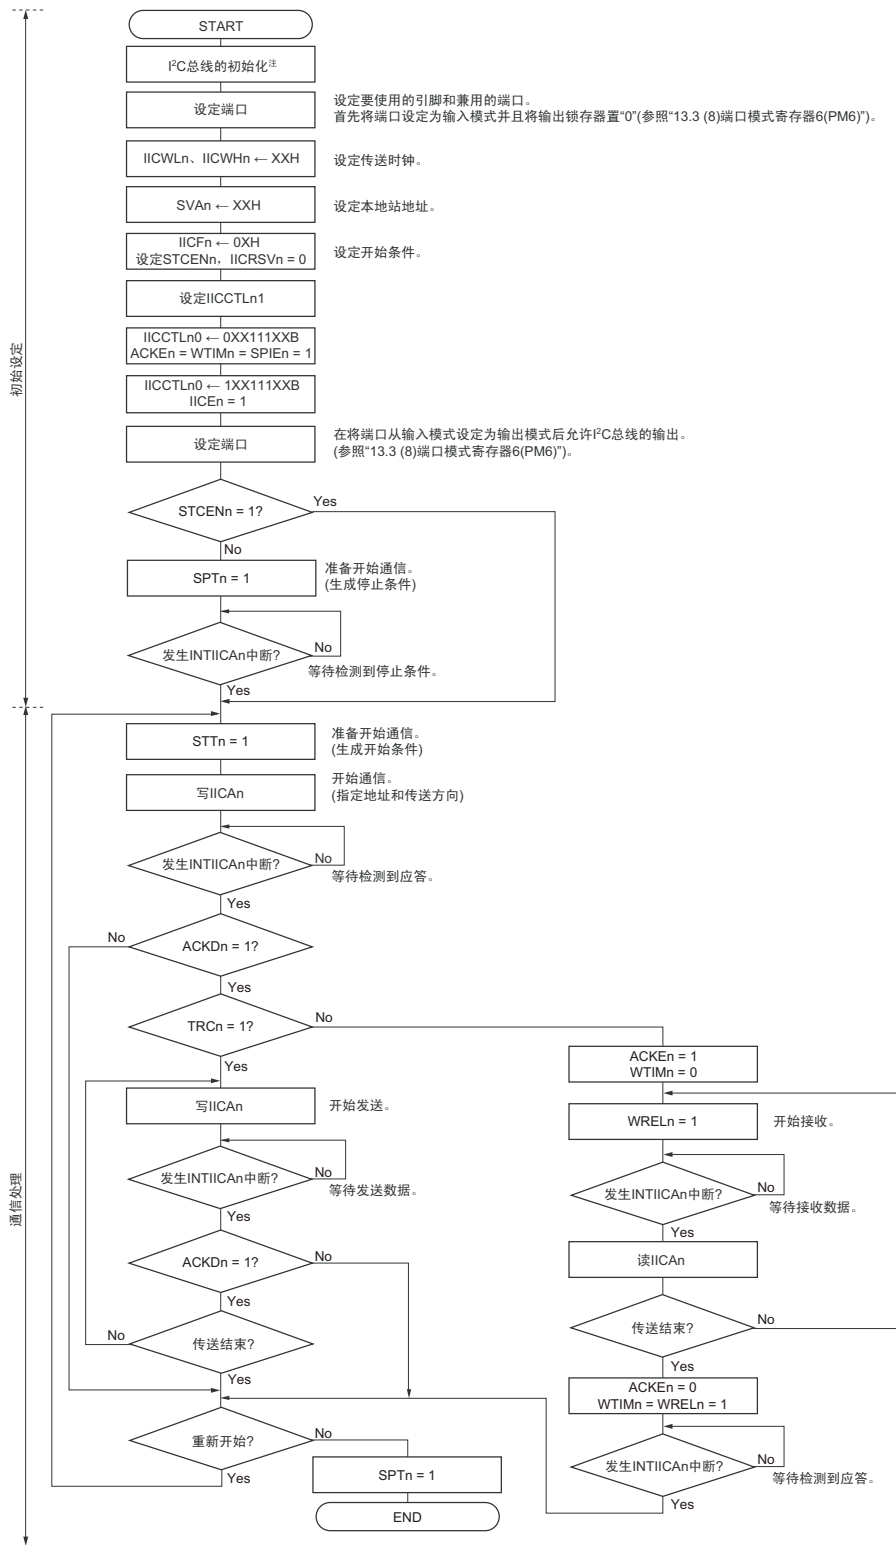 START
I²C总线的初始化注
设定端口
设定要使用的引脚和兼用的端口。
首先将端口设定为输入模式并且将输出锁存器置“0”(参照“13.3 (8)端口模式寄存器6(PM6)”)。
IICWLn、IICWHn ← XXH
设定传送时钟。
SVAn ← XXH
设定本地站地址。
IICFn ← 0XH
设定STCENn，IICRSVn = 0
设定开始条件。
设定IICCTLn1
IICCTLn0 ← 0XX111XXB
ACKEn = WTIMn = SPIEn = 1
IICCTLn0 ← 1XX111XXB
IICEn = 1
初始设定
设定端口
在将端口从输入模式设定为输出模式后允许I²C总线的输出。
(参照“13.3 (8)端口模式寄存器6(PM6)”)。
STCENn = 1?
Yes
No
SPTn = 1
准备开始通信。
(生成停止条件)
发生INTIICAn中断?
No
等待检测到停止条件。
Yes
STTn = 1
准备开始通信。
(生成开始条件)
写IICAn
开始通信。
(指定地址和传送方向)
发生INTIICAn中断?
No
等待检测到应答。
Yes
No
ACKDn = 1?
Yes
TRCn = 1?
No
Yes
ACKEn = 1
WTIMn = 0
写IICAn
开始发送。
WRELn = 1
开始接收。
发生INTIICAn中断?
No
等待发送数据。
Yes
发生INTIICAn中断?
No
等待接收数据。
Yes
通信处理
ACKDn = 1?
No
Yes
读IICAn
No
传送结束?
Yes
传送结束?
No
Yes
ACKEn = 0
WTIMn = WRELn = 1
重新开始?
No
Yes
发生INTIICAn中断?
No
等待检测到应答。
Yes
SPTn = 1
END